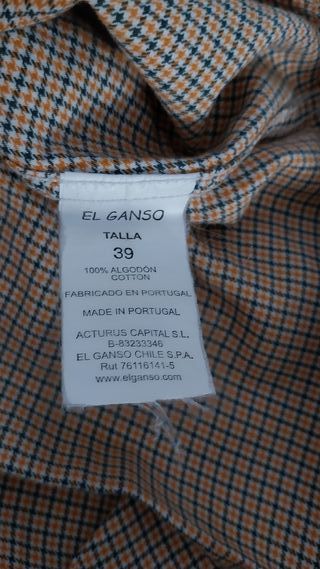 EL GANSO
TALLA
39
100% ALGODÓN
COTTON
FABRICADO EN PORTUGAL
MADE IN PORTUGAL
ACTURUS CAPITAL S.L.
B-83233346
EL GANSO CHILE S.P.A.
Rut 76116141-5
www.elganso.com